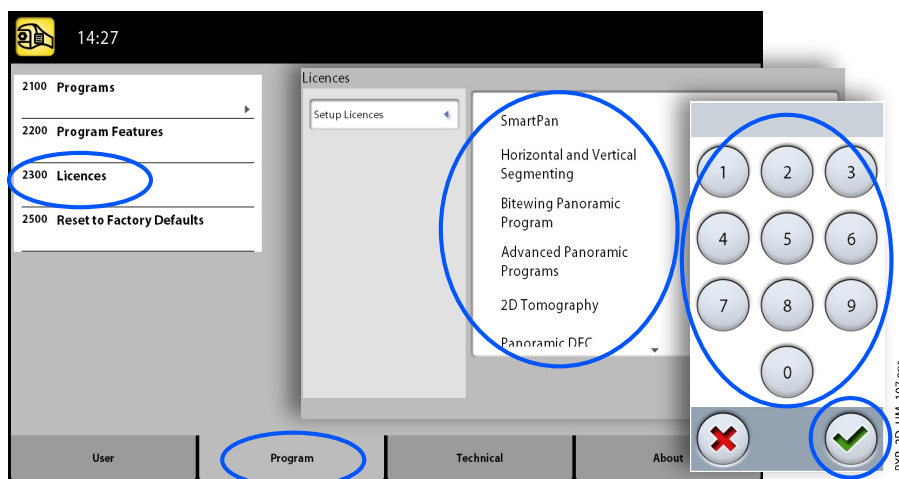 14:27
2100 Programs
2200 Program Features
2300 Licences
2500 Reset to Factory Defaults
Licences
Setup Licences
SmartPan
Horizontal and Vertical
Segmenting
Bitewing Panoramic
Program
Advanced Panoramic
Programs
2D Tomography
Panoramic DEC
1 2 3
4 5 6
7 8 9
0
User Program Technical About